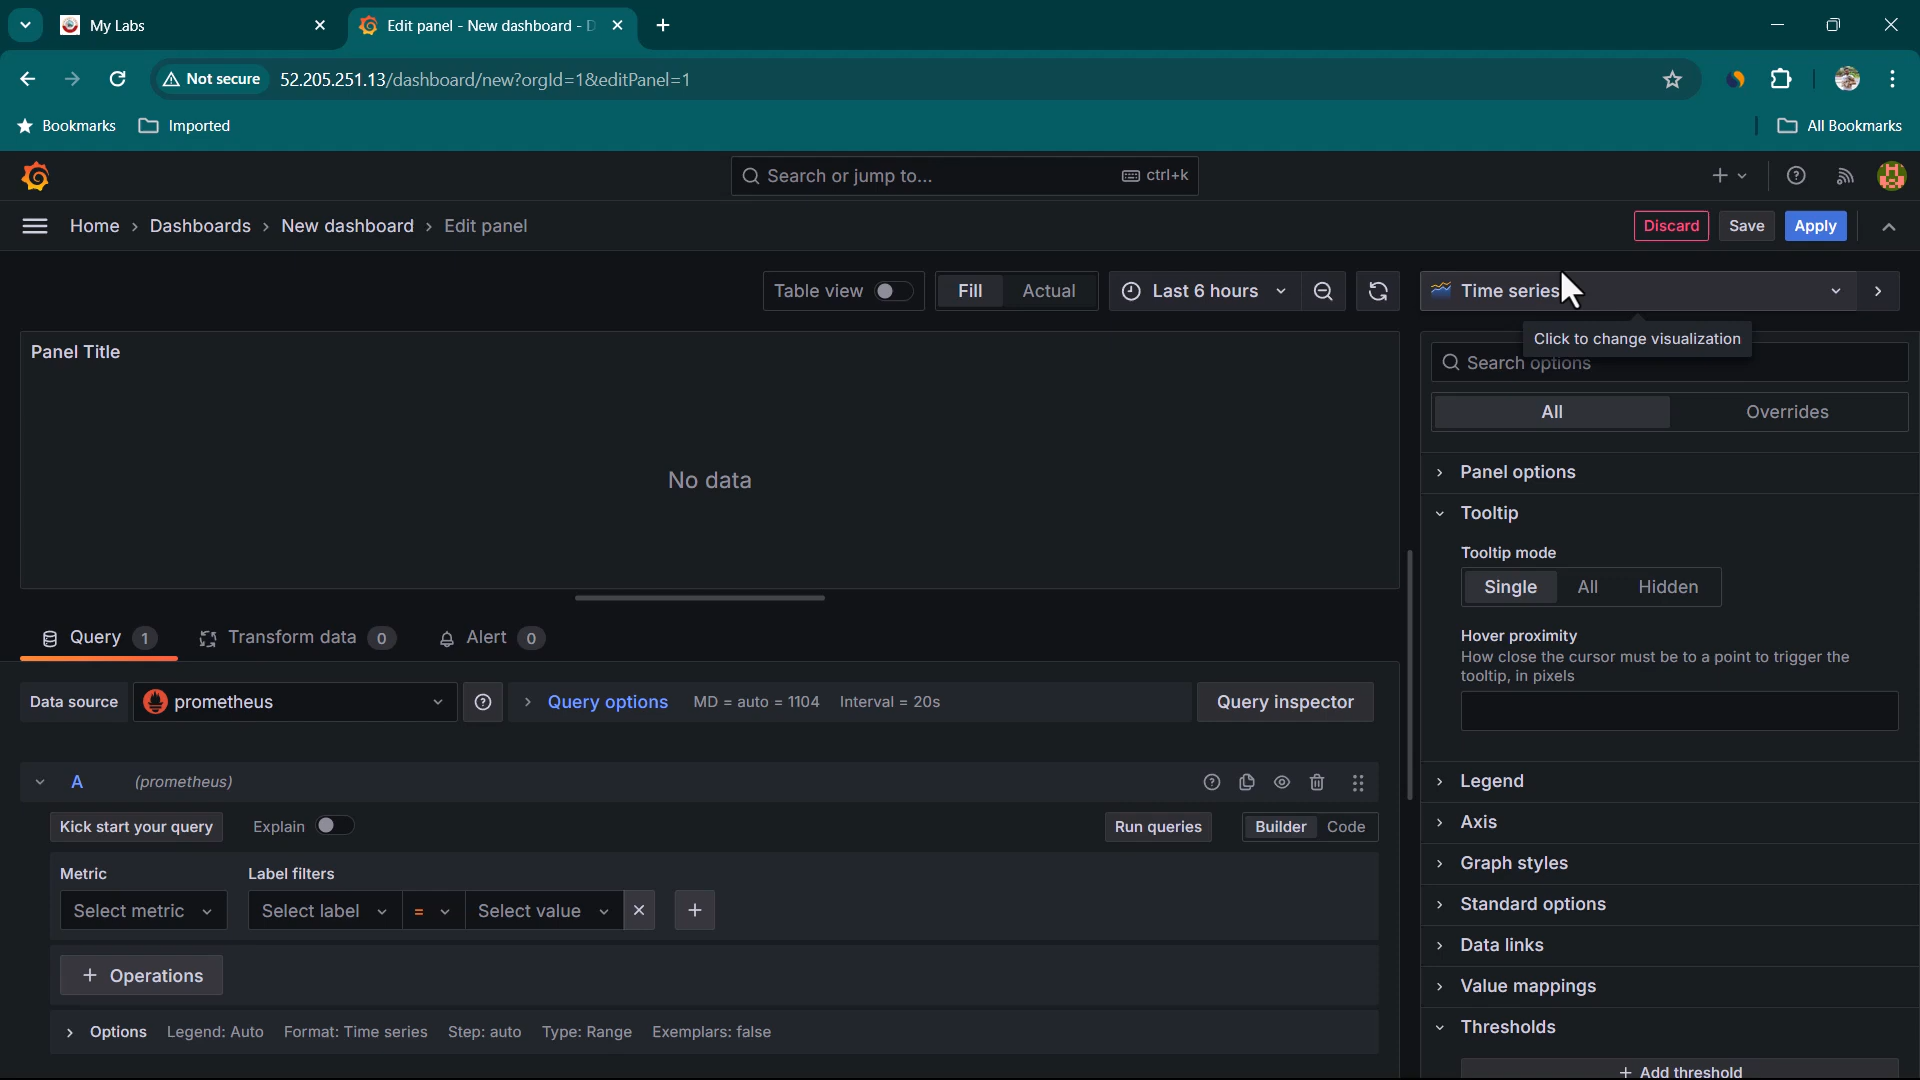 My Labs
Edit panel - New dashboard - D
Not secure
52.205.251.13/dashboard/new?orgId=1&editPanel=1
Bookmarks
Imported
All Bookmarks
Search or jump to...
ctrl+k
Home › Dashboards › New dashboard › Edit panel
Discard
Save
Apply
Table view
Fill
Actual
Last 6 hours
Time series
Click to change visualization
Panel Title
Search options
All
Overrides
No data
Panel options
Tooltip
Tooltip mode
Single
All
Hidden
Hover proximity
How close the cursor must be to a point to trigger the
tooltip, in pixels
Query 1
Transform data 0
Alert 0
Data source
prometheus
Query options
MD = auto = 1104
Interval = 20s
Query inspector
A
(prometheus)
Legend
Kick start your query
Explain
Run queries
Builder
Code
Axis
Metric
Label filters
Graph styles
Select metric
Select label
=
Select value
Standard options
Data links
+ Operations
Value mappings
Options
Legend: Auto
Format: Time series
Step: auto
Type: Range
Exemplars: false
Thresholds
+ Add threshold